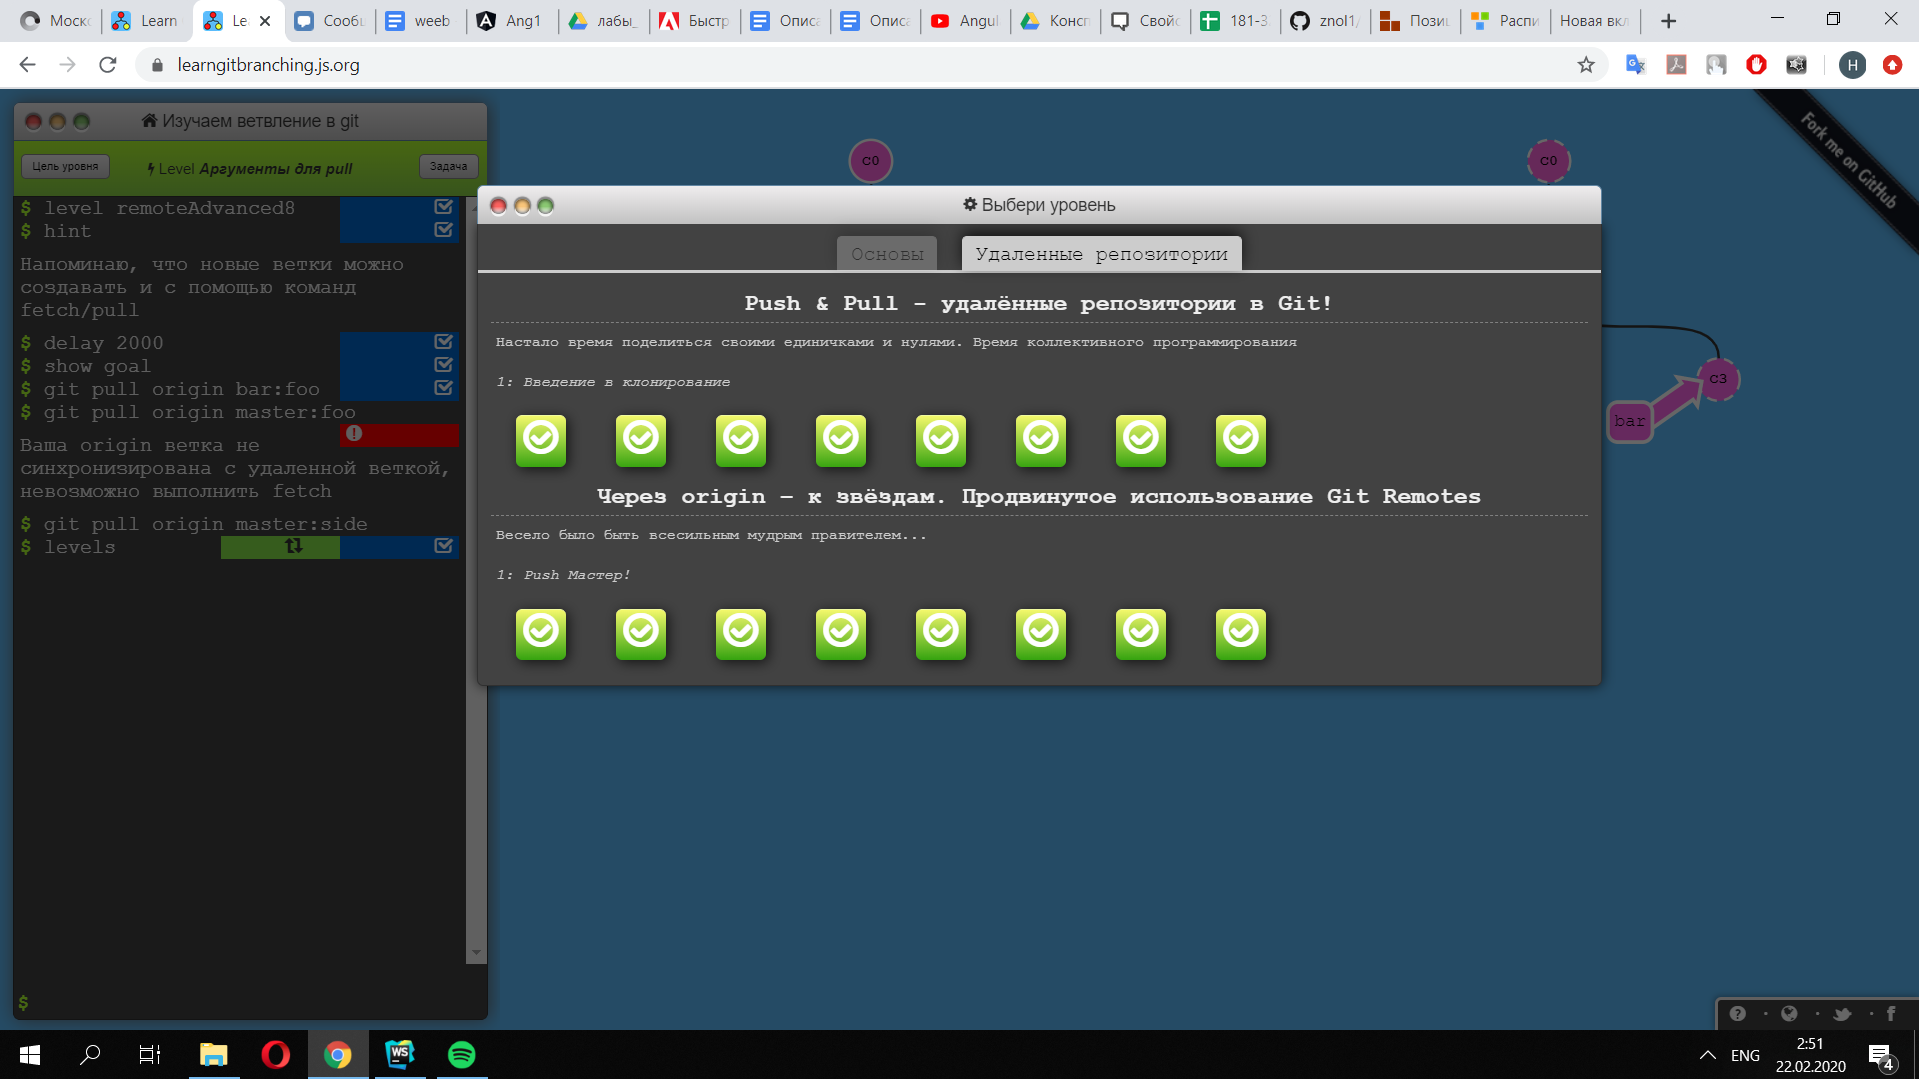 Моск
Learn
Le
Сообщ
weeb
Ang1
лабы_
Быстр
Описа
Описа
Angul
Консп
Свой
181-3
znol1/
Пози
Распи
Новая вкл
learngitbranching.js.org
H
Изучаем ветвление в git
Цель уровня
Level Аргументы для pull
Задача
$ level remoteAdvanced8
$ hint
Напоминаю, что новые ветки можно
создавать и с помощью команд
fetch/pull
$ delay 2000
$ show goal
$ git pull origin bar:foo
$ git pull origin master:foo
Ваша origin ветка не
синхронизирована с удаленной веткой,
невозможно выполнить fetch
$ git pull origin master:side
$ levels
$
C0
C0
Fork me on GitHub
C3
bar
Выбери уровень
Основы
Удаленные репозитории
Push & Pull - удалённые репозитории в Git!
Настало время поделиться своими единичками и нулями. Время коллективного программирования
1: Введение в клонирование
Через origin – к звёздам. Продвинутое использование Git Remotes
Весело было быть всесильным мудрым правителем...
1: Push Мастер!
WS
ENG
2:51
22.02.2020
4